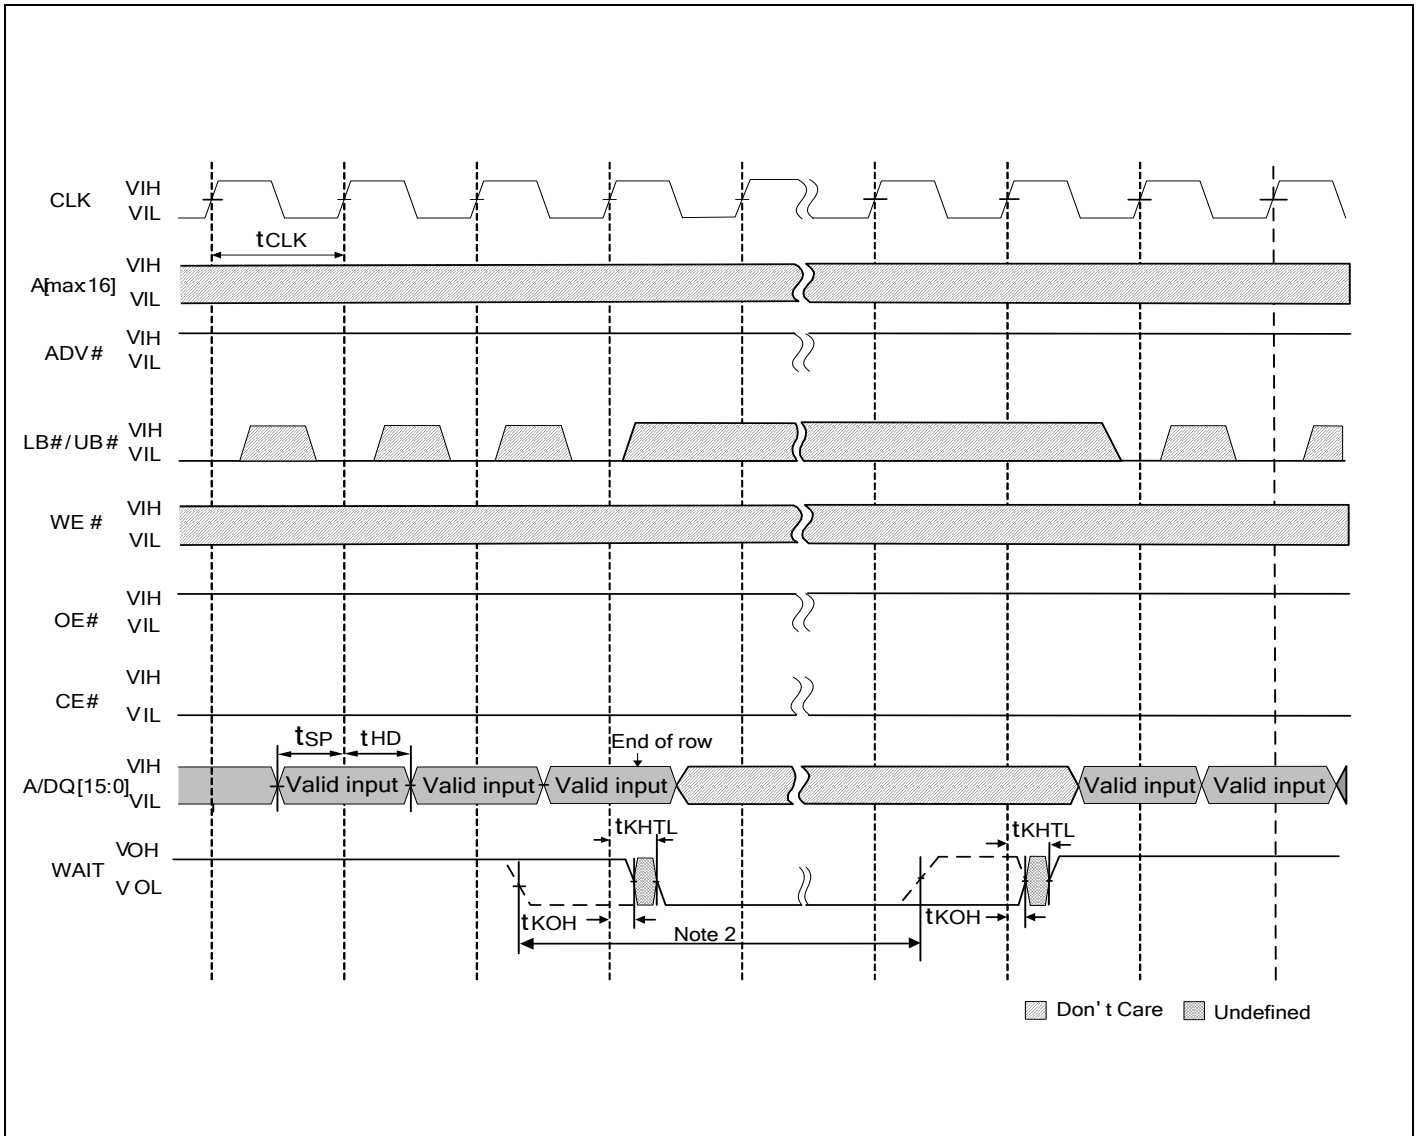 CLK VIH
VIL
tCLK
A[max16] VIH
VIL
ADV# VIH
VIL
LB#/UB# VIH
VIL
WE # VIH
VIL
OE# VIH
VIL
CE# VIH
VIL
tSP tHD End of row
A/DQ[15:0] VIH
VIL
Valid input Valid input Valid input Valid input Valid input
tKHTL tKHTL
WAIT VOH
VOL
tKOH tKOH
Note 2
Don't Care Undefined